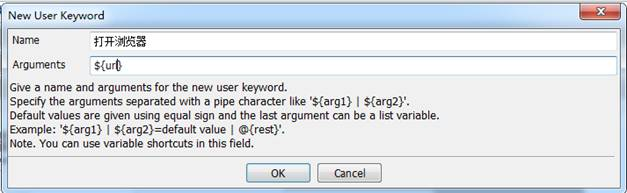 New User Keyword
Name 打开浏览器
Arguments ${url}
Give a name and arguments for the new user keyword.
Specify the arguments separated with a pipe character like '${arg1} | ${arg2}'.
Default values are given using equal sign and the last argument can be a list variable.
Example: '${arg1} | ${arg2}=default value | @{rest}'.
Note. You can use variable shortcuts in this field.
OK Cancel